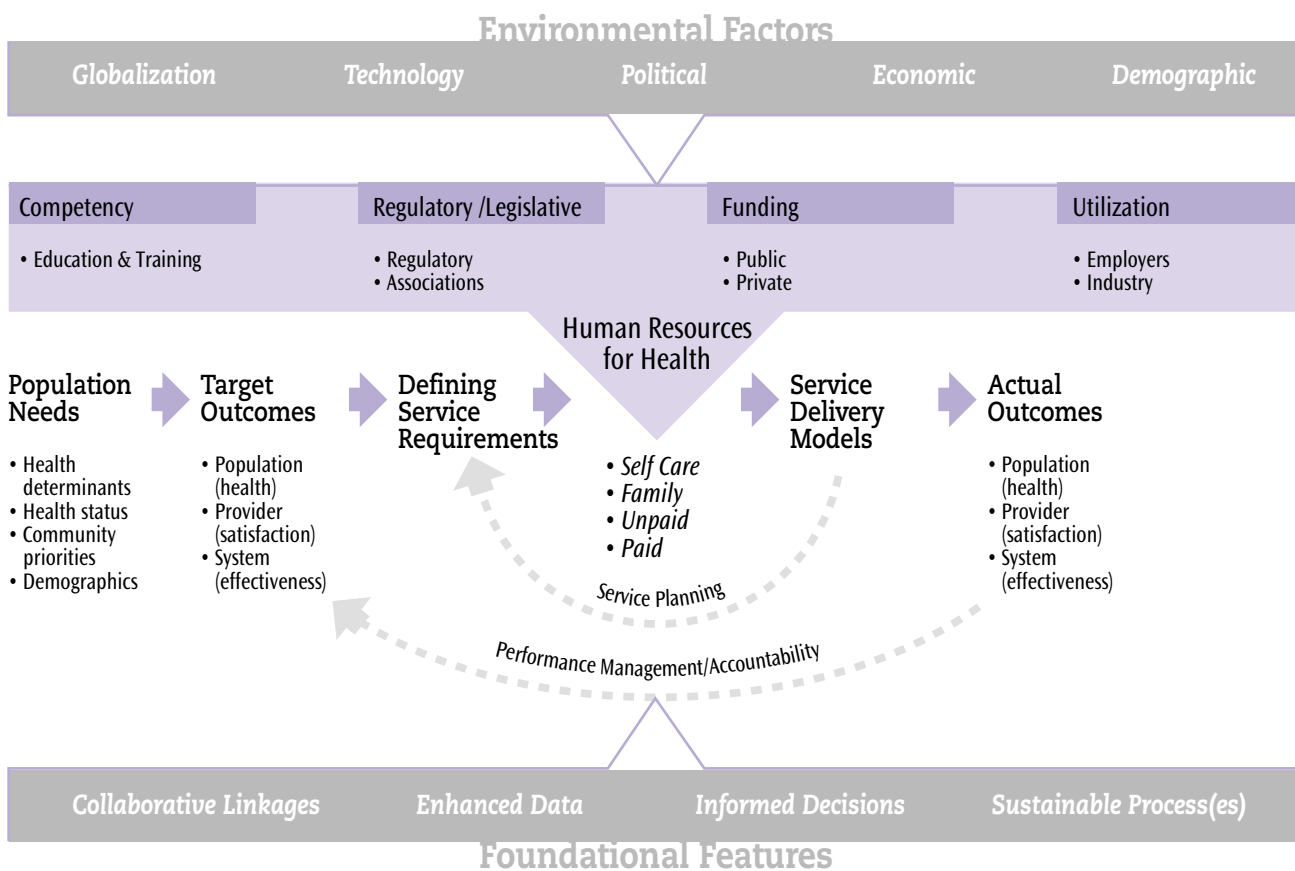 Environmental Factors
Globalization Technology Political Economic Demographic
Competency
• Education & Training
Regulatory /Legislative
• Regulatory
• Associations
Funding
• Public
• Private
Utilization
• Employers
• Industry
Human Resources
for Health
Population
Needs
• Health
determinants
• Health status
• Community
priorities
• Demographics
Target
Outcomes
• Population
(health)
• Provider
(satisfaction)
• System
(effectiveness)
Defining
Service
Requirements
• Self Care
• Family
• Unpaid
• Paid
Service
Delivery
Models
Actual
Outcomes
• Population
(health)
• Provider
(satisfaction)
• System
(effectiveness)
Service Planning
Performance Management/Accountability
Collaborative Linkages Enhanced Data Informed Decisions Sustainable Process(es)
Foundational Features